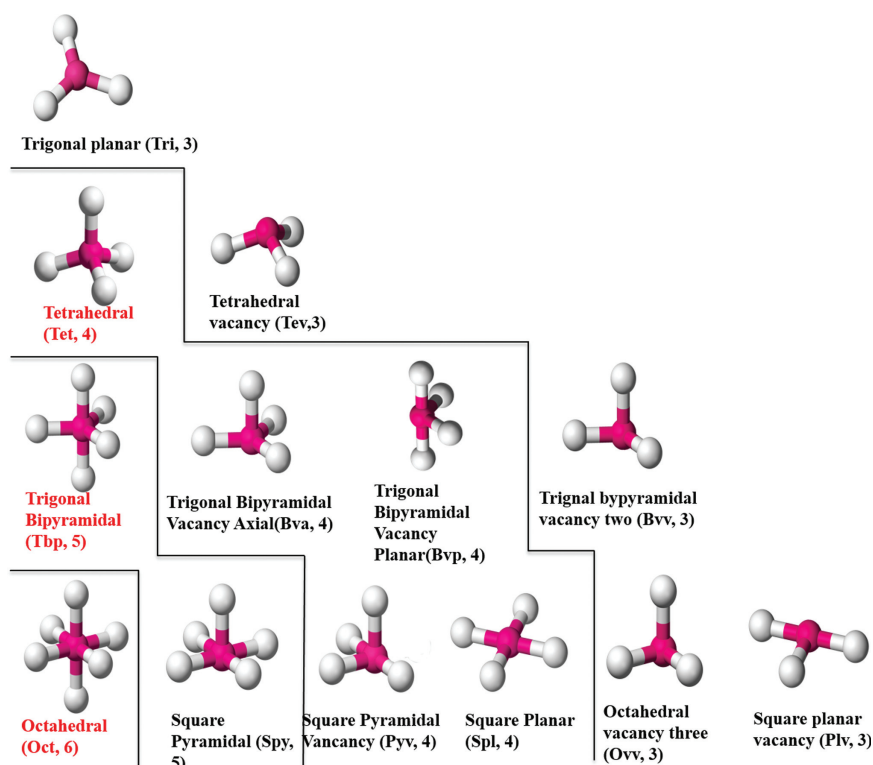 Trigonal planar (Tri, 3)
Tetrahedral
(Tet, 4)
Tetrahedral
vacancy (Tev,3)
Trigonal
Bipyramidal
(Tbp, 5)
Trigonal Bipyramidal
Vacancy Axial(Bva, 4)
Trigonal
Bipyramidal
Vacancy
Planar(Bvp, 4)
Trignal bypyramidal
vacancy two (Bvv, 3)
Octahedral
(Oct, 6)
Square
Pyramidal (Spy,
5)
Square Pyramidal
Vancancy (Pyv, 4)
Square Planar
(Spl, 4)
Octahedral
vacancy three
(Ovv, 3)
Square planar
vacancy (Plv, 3)